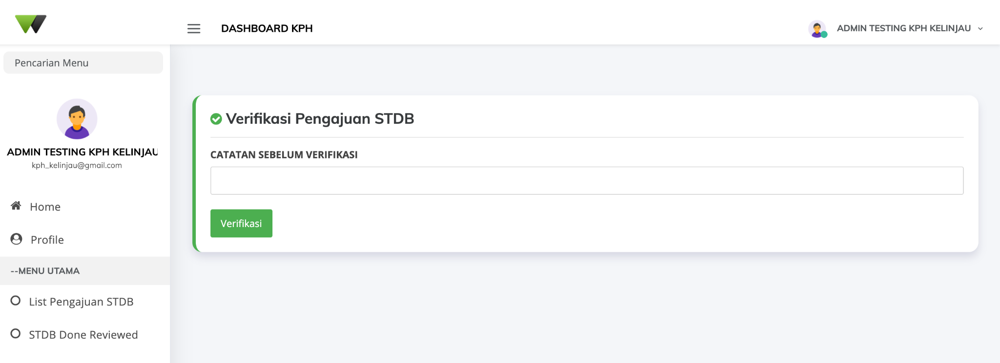 DASHBOARD KPH
ADMIN TESTING KPH KELINJAU
Pencarian Menu
ADMIN TESTING KPH KELINJAU
kph_kelinjau@gmail.com
Home
Profile
--MENU UTAMA
List Pengajuan STDB
STDB Done Reviewed
Verifikasi Pengajuan STDB
CATATAN SEBELUM VERIFIKASI
Verifikasi